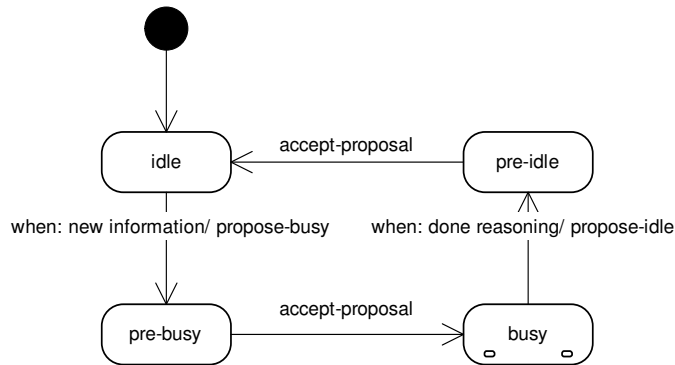 idle
accept-proposal
pre-idle
when: new information/ propose-busy
when: done reasoning/ propose-idle
pre-busy
accept-proposal
busy